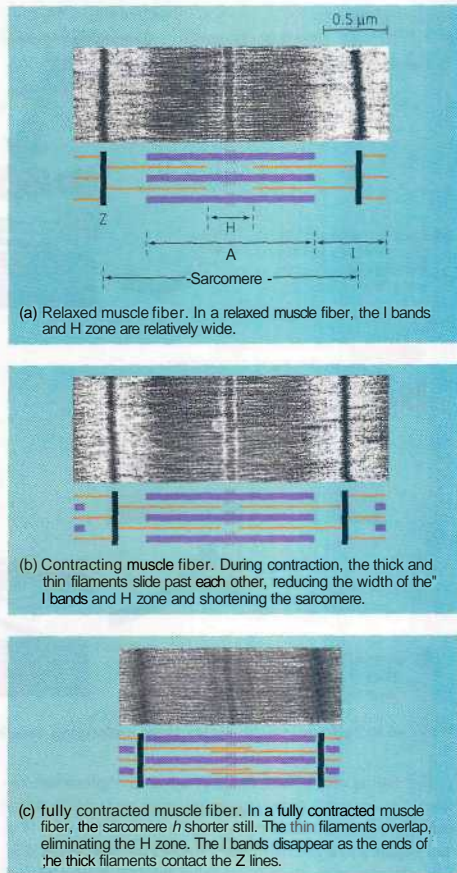 0.5 µm
Z
H
A
I
-Sarcomere -
(a) Relaxed muscle fiber. In a relaxed muscle fiber, the I bands
and H zone are relatively wide.
(b) Contracting muscle fiber. During contraction, the thick and
thin filaments slide past each other, reducing the width of the"
I bands and H zone and shortening the sarcomere.
(c) fully contracted muscle fiber. In a fully contracted muscle
fiber, the sarcomere h shorter still. The thin filaments overlap,
eliminating the H zone. The I bands disappear as the ends of
;he thick filaments contact the Z lines.